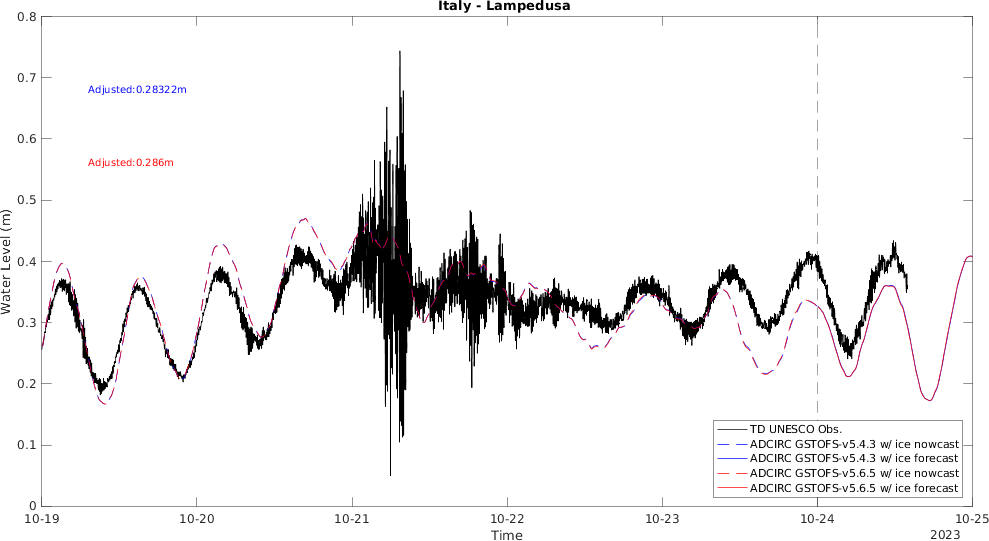 Italy - Lampedusa
0.8
0.7
0.6
0.5
0.4
0.3
0.2
0.1
0
Water Level (m)
Adjusted:0.28322m
Adjusted:0.286m
TD UNESCO Obs.
ADCIRC GSTOFS-v5.4.3 w/ ice nowcast
ADCIRC GSTOFS-v5.4.3 w/ ice forecast
ADCIRC GSTOFS-v5.6.5 w/ ice nowcast
ADCIRC GSTOFS-v5.6.5 w/ ice forecast
10-19 10-20 10-21 10-22 10-23 10-24 10-25
Time
2023